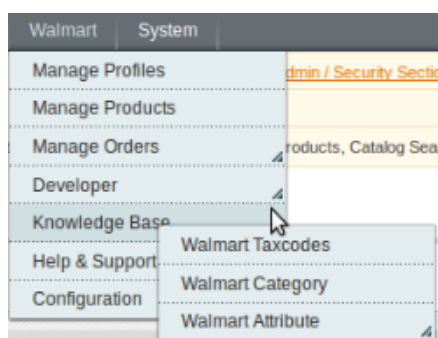 Walmart System
Manage Profiles
dmin / Security Sectio
Manage Products
Manage Orders
roducts, Catalog Sea
Developer
Knowledge Base
Walmart Taxcodes
Help & Support
Walmart Category
Configuration
Walmart Attribute